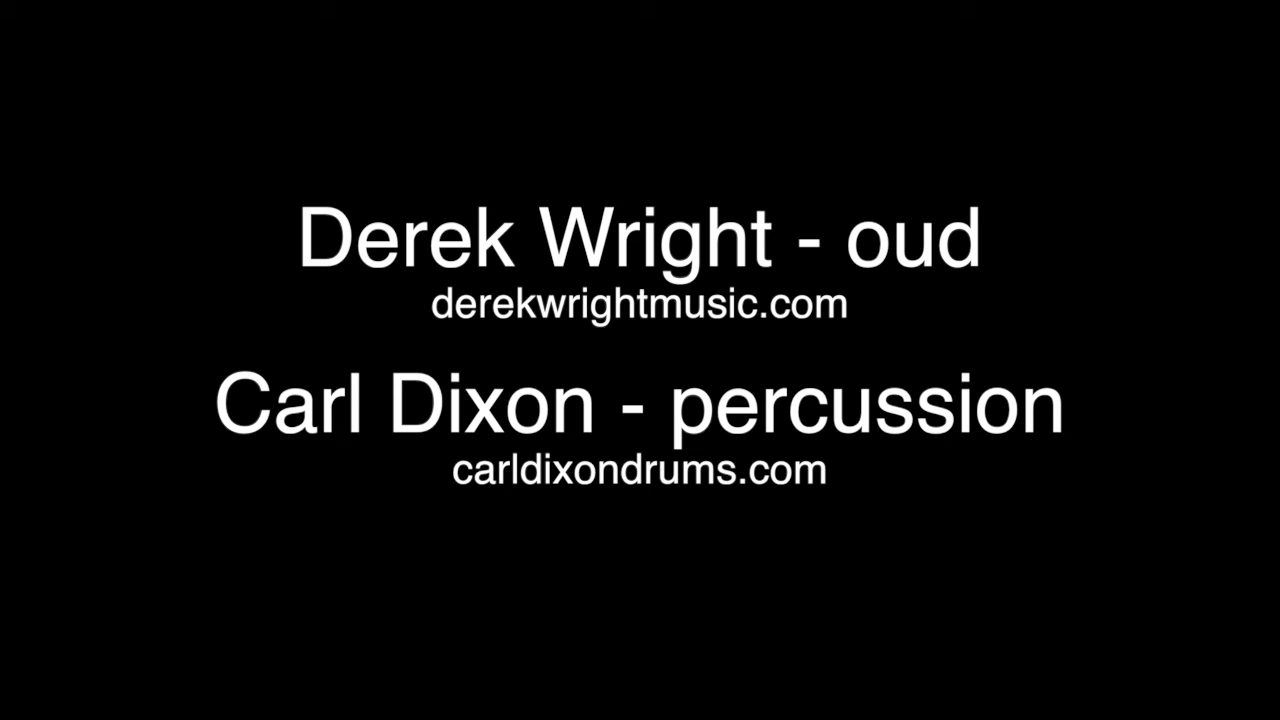 Derek Wright - oud
derekwrightmusic.com
Carl Dixon - percussion
carldixondrums.com